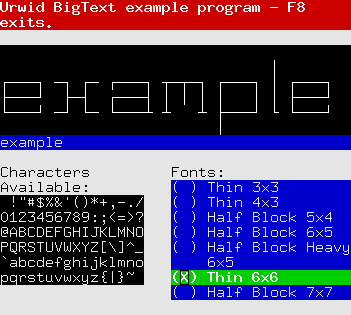 Urwid BigText example program - F8
exits.
example
example
Characters
Available:
 !"#$%&'()*+,-./
0123456789:;<=>?
@ABCDEFGHIJKLMNO
PQRSTUVWXYZ[\]^_
`abcdefghijklmno
pqrstuvwxyz{|}~
Fonts:
( ) Thin 3x3
( ) Thin 4x3
( ) Half Block 5x4
( ) Half Block 6x5
( ) Half Block Heavy
6x5
(X) Thin 6x6
( ) Half Block 7x7